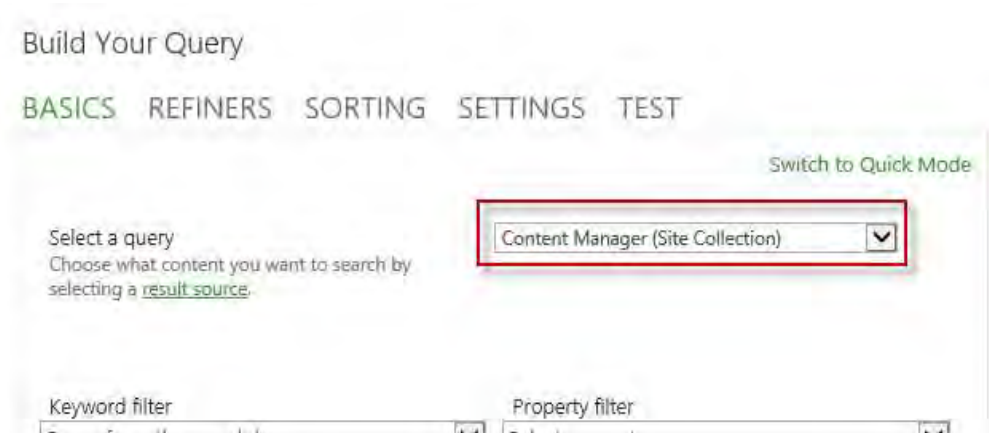 Build Your Query
BASICS REFINERS SORTING SETTINGS TEST
Switch to Quick Mode
Select a query
Content Manager (Site Collection)
Choose what content you want to search by
selecting a result source.
Keyword filter
Property filter